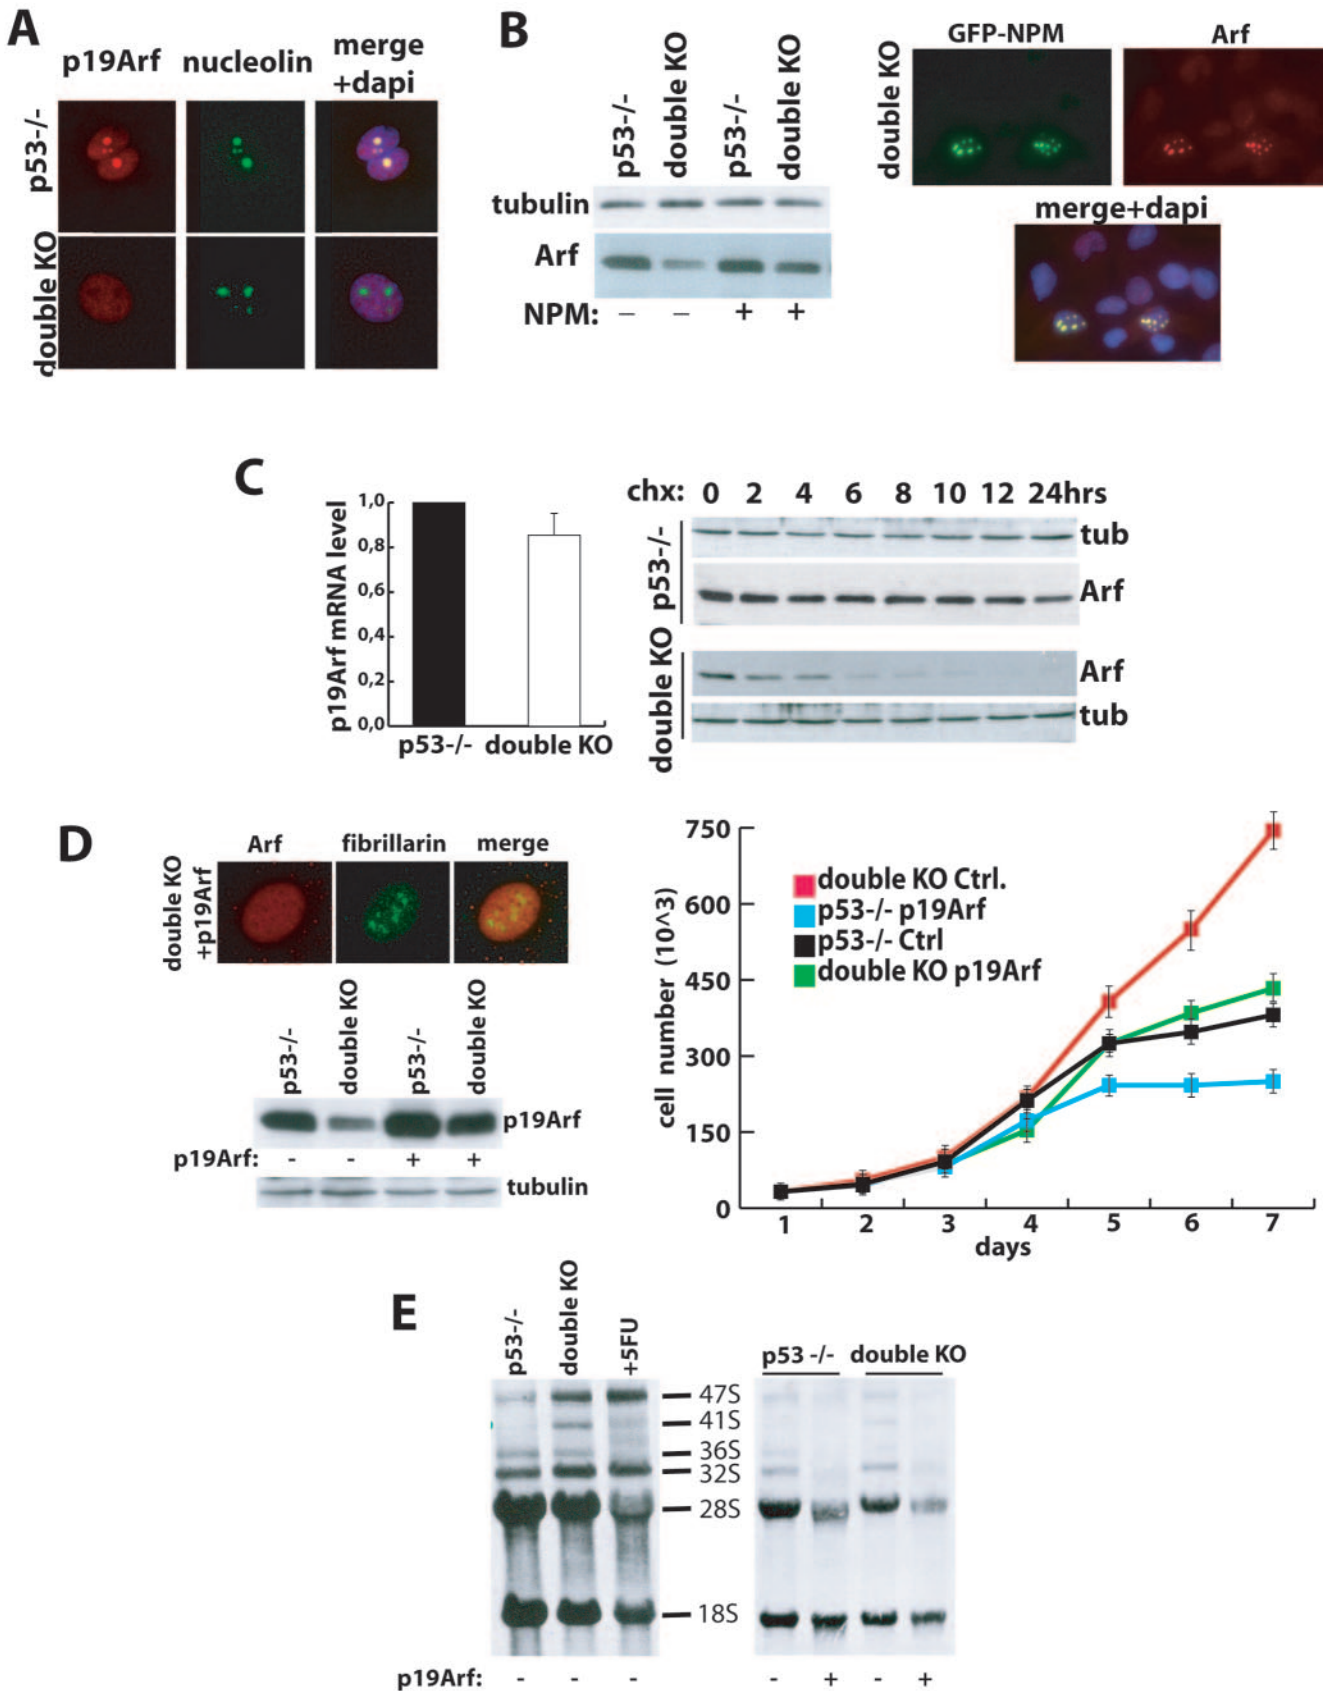 A
p19Arf nucleolin merge +dapi
p53-/-
double KO
B
p53-/- double KO p53-/- double KO
tubulin
Arf
NPM: – – + +
GFP-NPM Arf
double KO
merge+dapi
C
p19Arf mRNA level
1,0
0,8
0,6
0,4
0,2
0,0
p53-/- double KO
chx: 0 2 4 6 8 10 12 24hrs
p53-/-
tub
Arf
double KO
Arf
tub
D
Arf fibrillarin merge
double KO +p19Arf
p53-/- double KO p53-/- double KO
p19Arf
p19Arf: - - + +
tubulin
cell number (10^3)
750
600
450
300
150
0
double KO Ctrl.
p53-/- p19Arf
p53-/- Ctrl
double KO p19Arf
1 2 3 4 5 6 7
days
E
p53-/- double KO +5FU
47S
41S
36S
32S
28S
18S
p53 -/- double KO
p19Arf: - - - - + - +